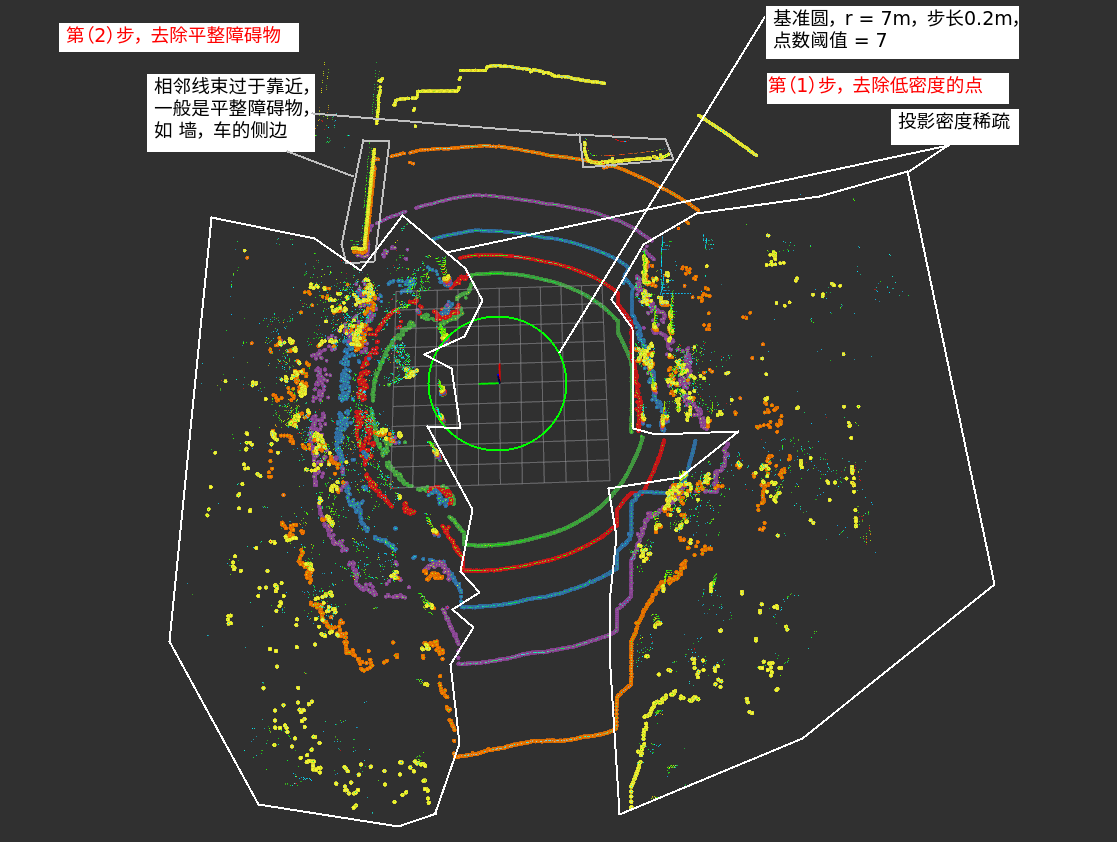 第（2）步，去除平整障碍物
相邻线束过于靠近，
一般是平整障碍物，
如 墙，车的侧边
基准圆，r = 7m，步长0.2m，
点数阈值 = 7
第（1）步，去除低密度的点
投影密度稀疏